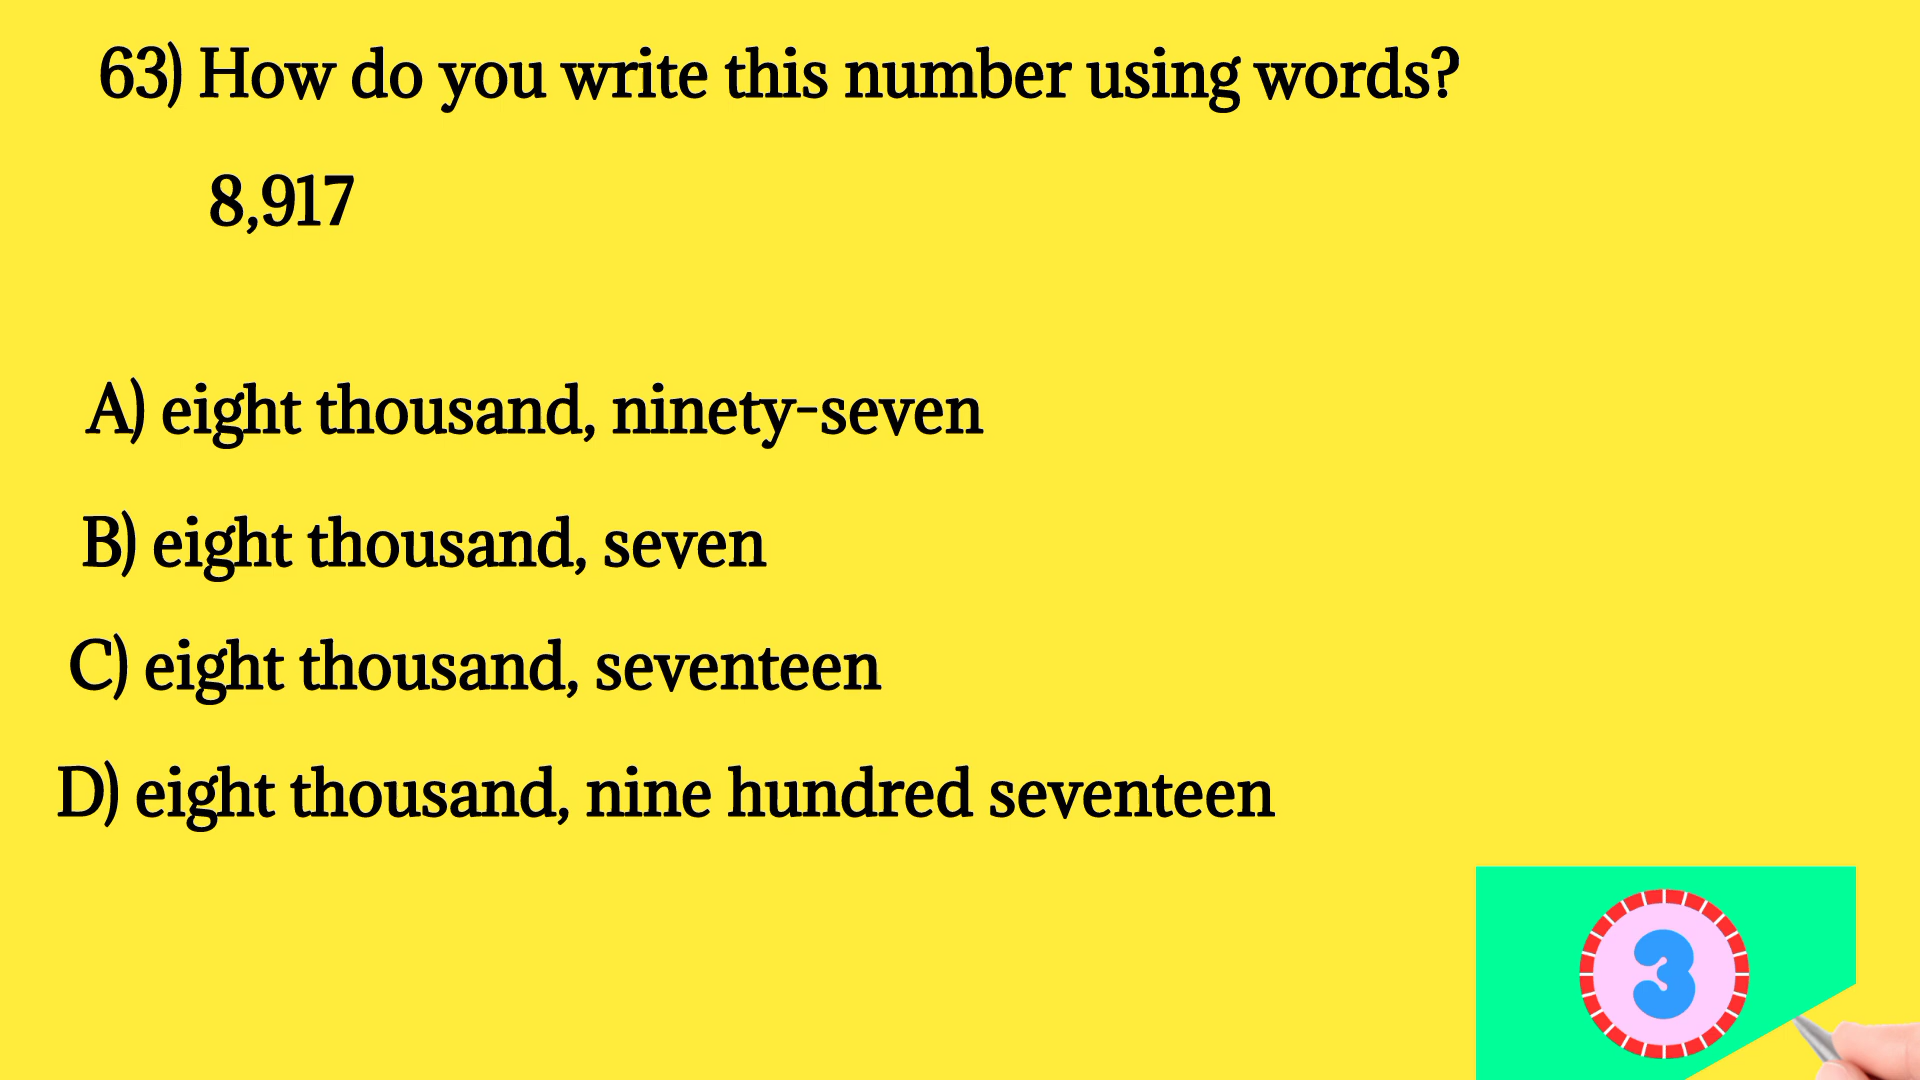 63) How do you write this number using words?
8,917
A) eight thousand, ninety-seven
B) eight thousand, seven
C) eight thousand, seventeen
D) eight thousand, nine hundred seventeen
3